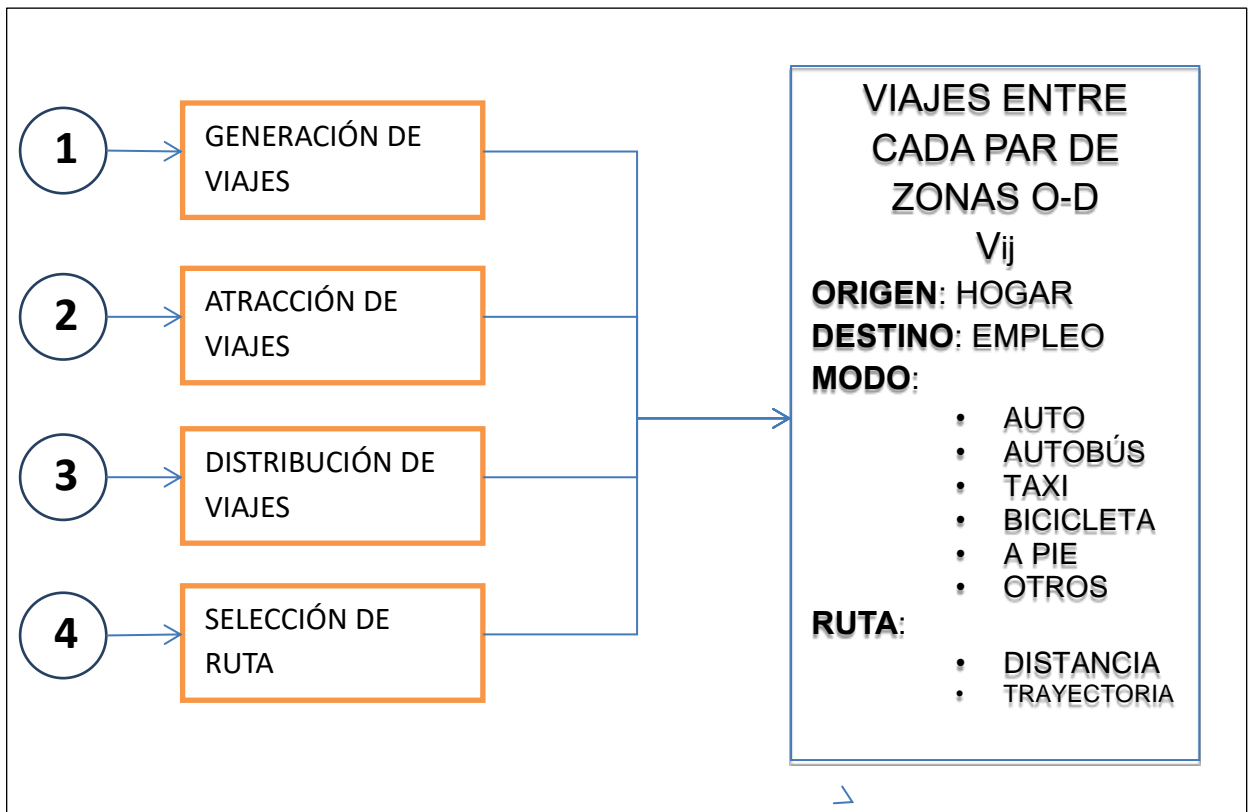 1
GENERACIÓN DE
VIAJES
2
ATRACCIÓN DE
VIAJES
3
DISTRIBUCIÓN DE
VIAJES
4
SELECCIÓN DE
RUTA
VIAJES ENTRE
CADA PAR DE
ZONAS O-D
Vij
ORIGEN: HOGAR
DESTINO: EMPLEO
MODO:
• AUTO
• AUTOBÚS
• TAXI
• BICICLETA
• A PIE
• OTROS
RUTA:
• DISTANCIA
• TRAYECTORIA